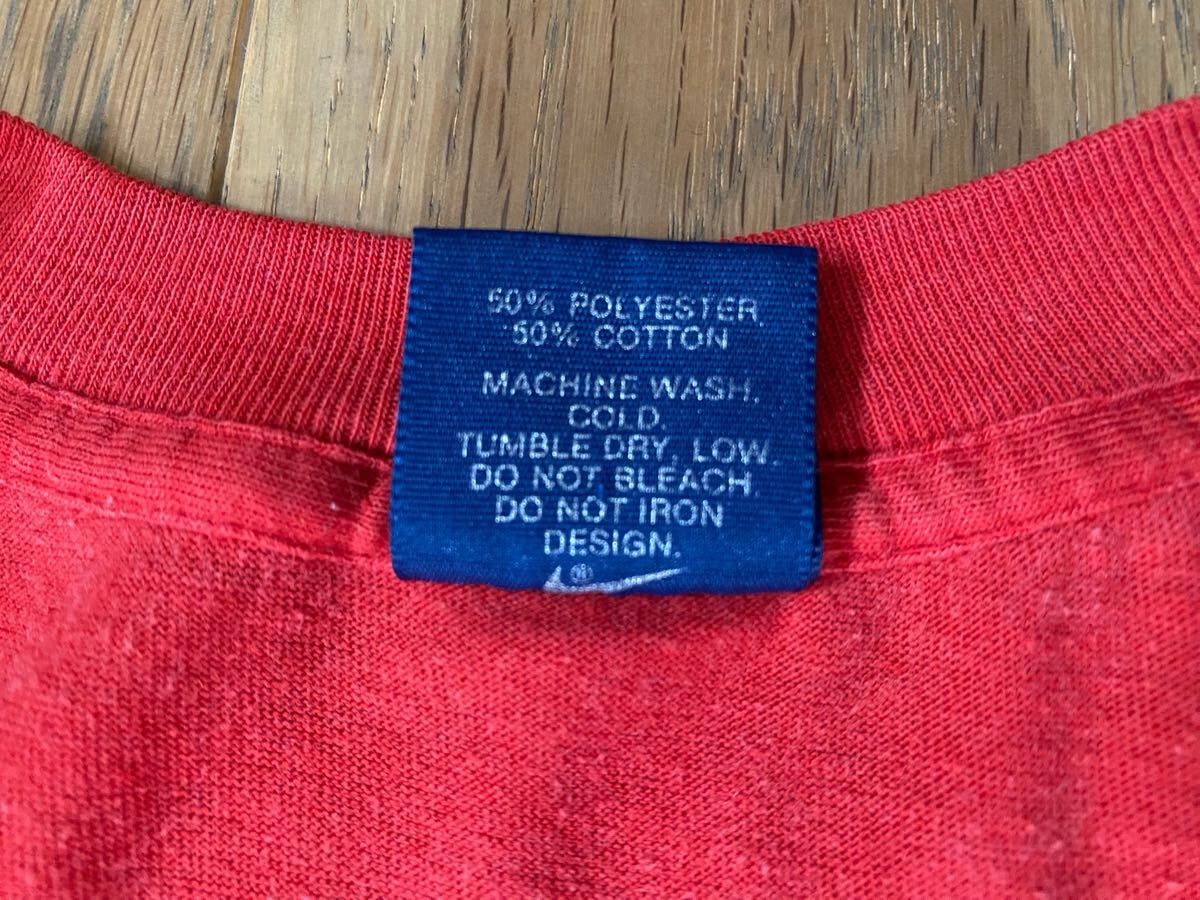 50% POLYESTER,
50% COTTON
MACHINE WASH,
COLD.
TUMBLE DRY, LOW.
DO NOT BLEACH.
DO NOT IRON
DESIGN.